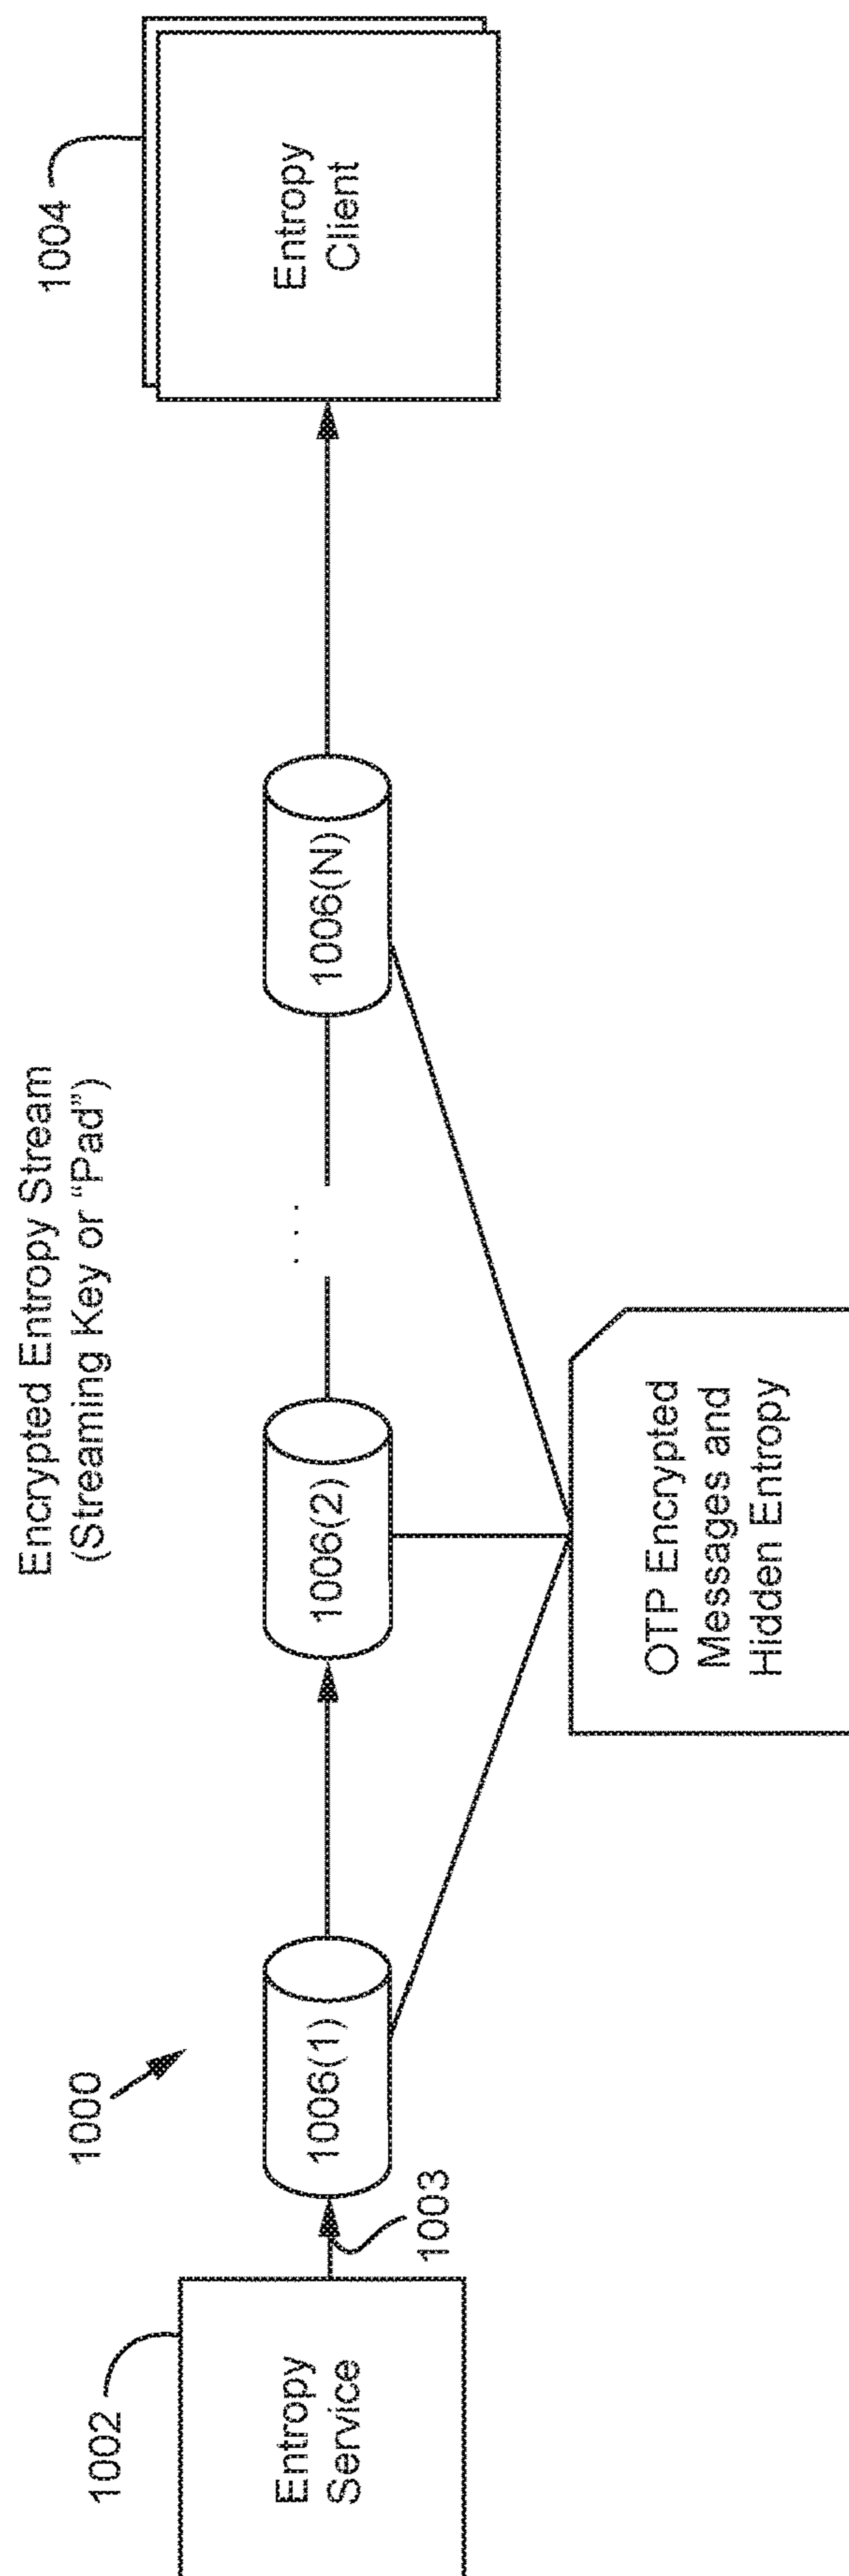 Encrypted Entropy Stream
(Streaming Key or “Pad”)
1000
1002
Entropy
Service
1003
1006(1)
1006(2)
. . .
1006(N)
1004
Entropy
Client
OTP Encrypted
Messages and
Hidden Entropy